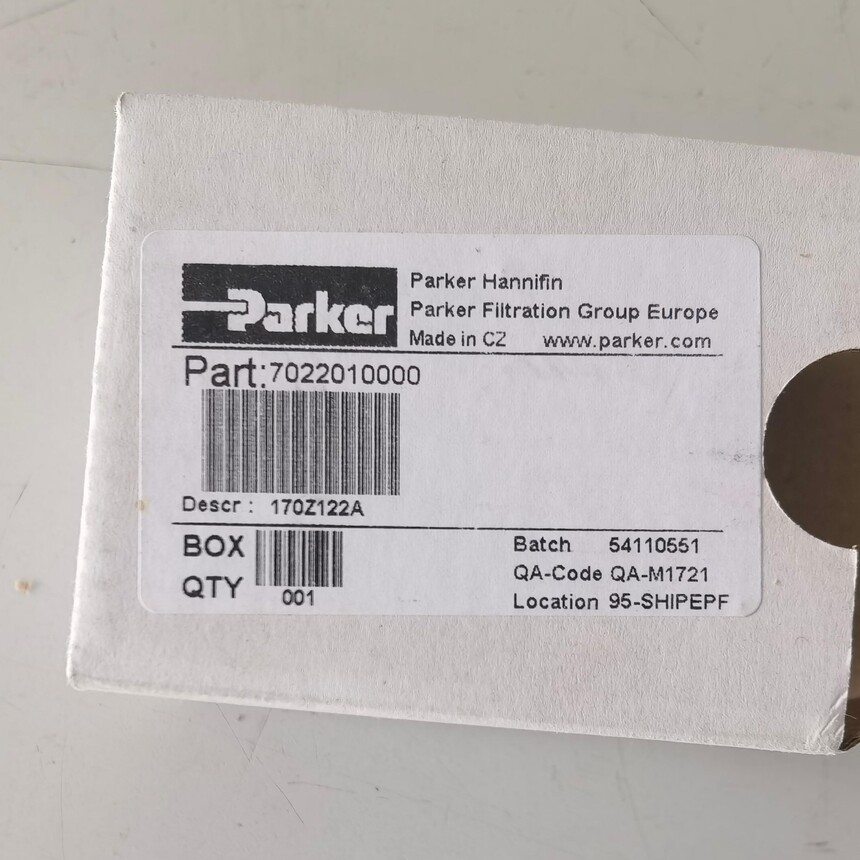 Parker
Parker Hannifin
Parker Filtration Group Europe
Made in CZ www.parker.com
Part:7022010000
Descr : 170Z122A
BOX
QTY
001
Batch 54110551
QA-Code QA-M1721
Location 95-SHIPEPF